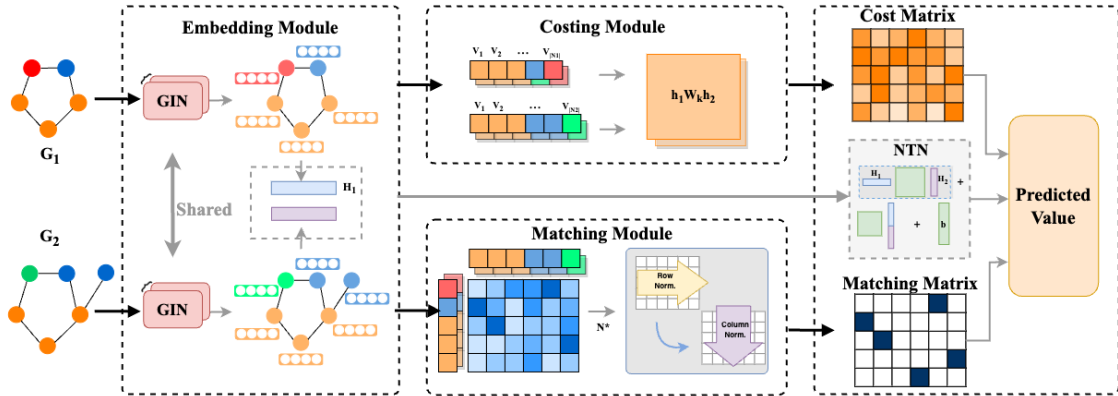 Embedding Module
Costing Module
Cost Matrix
V1 V2 ... V|N1|
GIN
h1Wkh2
V1 V2 ... V|N2|
G1
NTN
H1
H1 H2 +
Shared
Predicted
Value
G2
+ b
Matching Module
Matching Matrix
Row
Norm.
GIN
N*
Column
Norm.